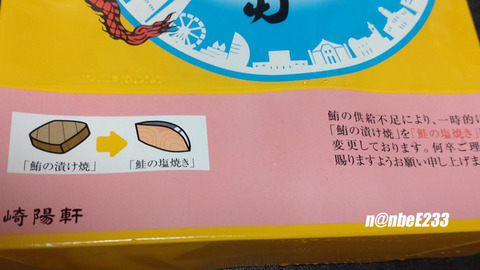 「鮪の漬け焼」
「鮭の塩焼き」
鮪の供給不足により、一時的に
「鮪の漬け焼」を「鮭の塩焼き」
変更しております。何卒ご理
賜りますようお願い申し上げま
崎陽軒
n@nbeE233